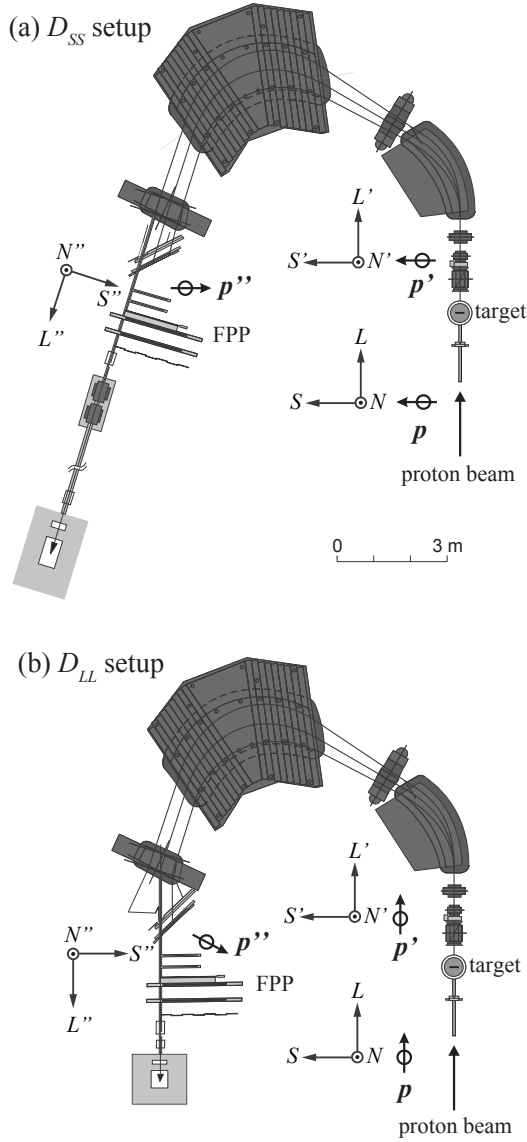 (a) D_SS setup
L'
N''
S'
N'
p'
S''
p''
target
L''
FPP
L
S
N
p
proton beam
0 3 m
(b) D_LL setup
L'
S'
N'
p'
N''
S''
p''
target
L''
FPP
L
S
N
p
proton beam